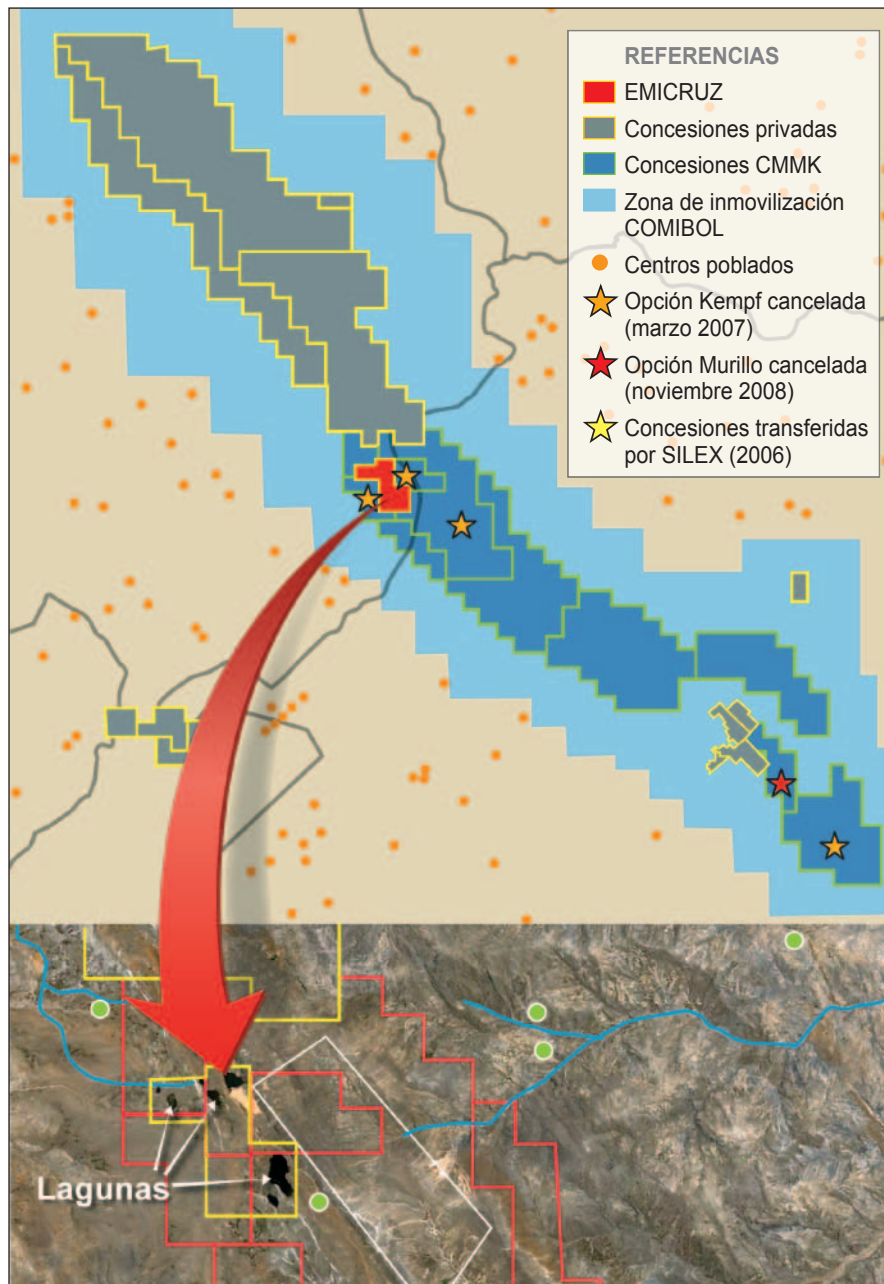 REFERENCIAS
EMICRUZ
Concesiones privadas
Concesiones CMMK
Zona de inmovilización
COMIBOL
Centros poblados
Opción Kempf cancelada
(marzo 2007)
Opción Murillo cancelada
(noviembre 2008)
Concesiones transferidas
por SILEX (2006)
Lagunas